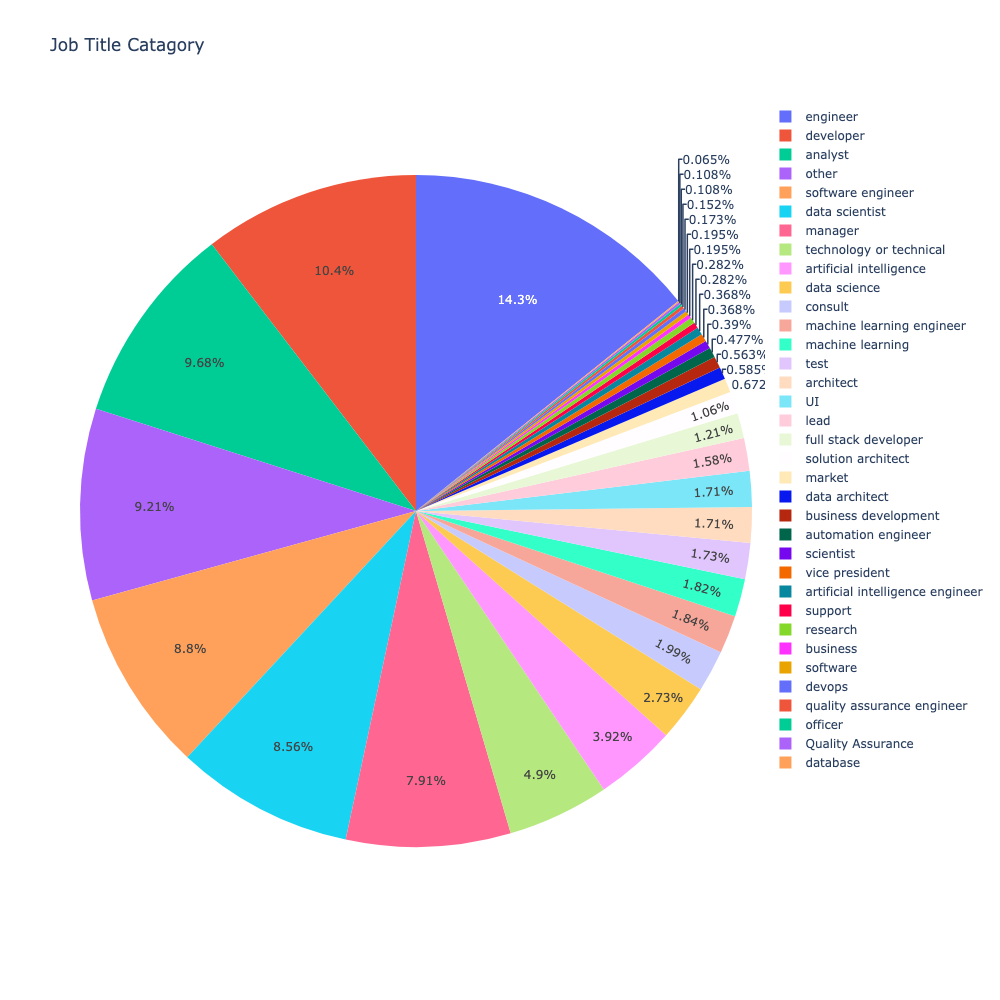 Job Title Catagory
engineer
developer
analyst
other
software engineer
data scientist
manager
technology or technical
artificial intelligence
data science
consult
machine learning engineer
machine learning
test
architect
UI
lead
full stack developer
solution architect
market
data architect
business development
automation engineer
scientist
vice president
artificial intelligence engineer
support
research
business
software
devops
quality assurance engineer
officer
Quality Assurance
database
0.065%
0.108%
0.108%
0.152%
0.173%
0.195%
0.195%
0.282%
0.282%
0.368%
0.368%
0.39%
0.477%
0.563%
0.585%
0.672
1.06%
1.21%
1.58%
1.71%
1.71%
1.73%
1.82%
1.84%
1.99%
2.73%
3.92%
4.9%
7.91%
8.56%
8.8%
9.21%
9.68%
10.4%
14.3%